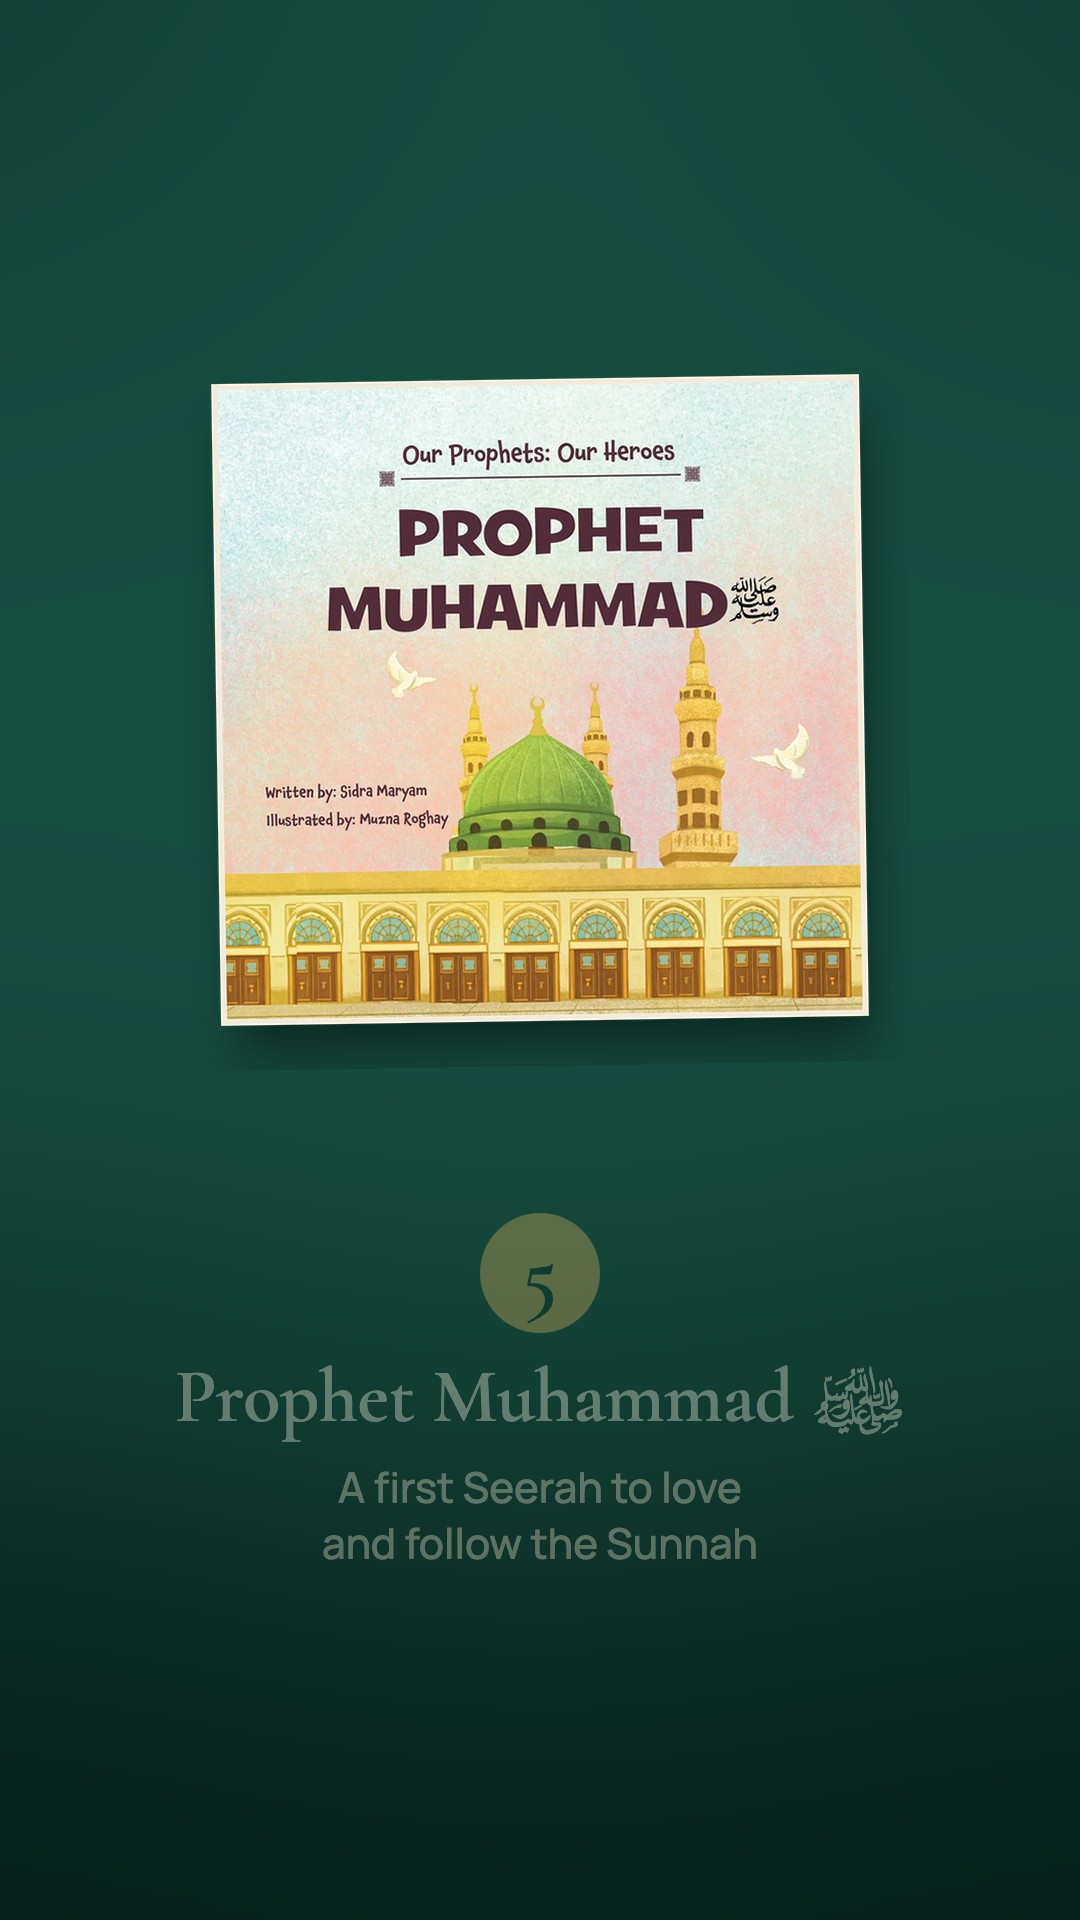 Our Prophets: Our Heroes
PROPHET
MUHAMMAD ﷺ
Written by: Sidra Maryam
Illustrated by: Muzna Roghay
5
Prophet Muhammad ﷺ
A first Seerah to love
and follow the Sunnah